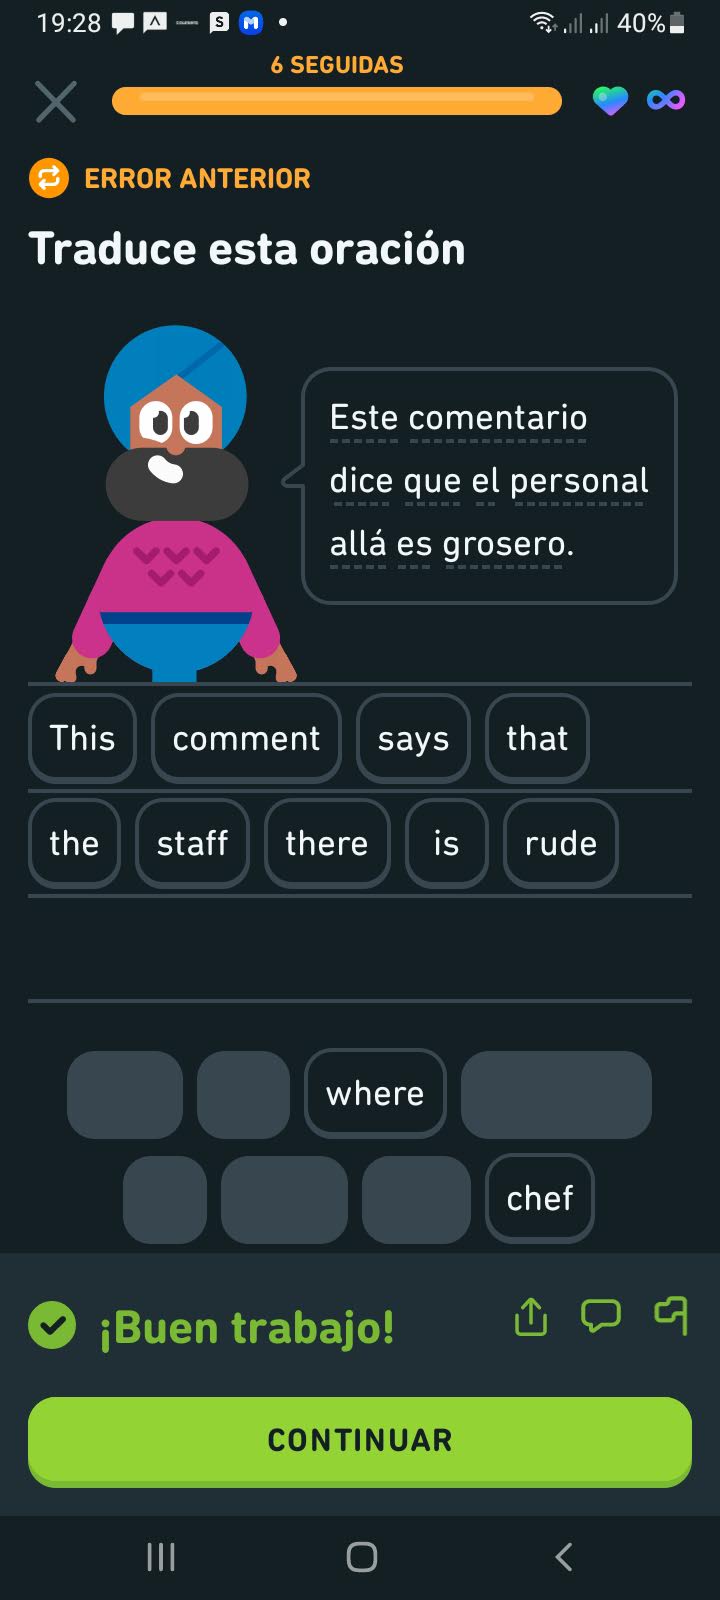 19:28
40%
6 SEGUIDAS
ERROR ANTERIOR
Traduce esta oración
Este comentario
dice que el personal
allá es grosero.
This comment says that
the staff there is rude
where
chef
¡Buen trabajo!
CONTINUAR